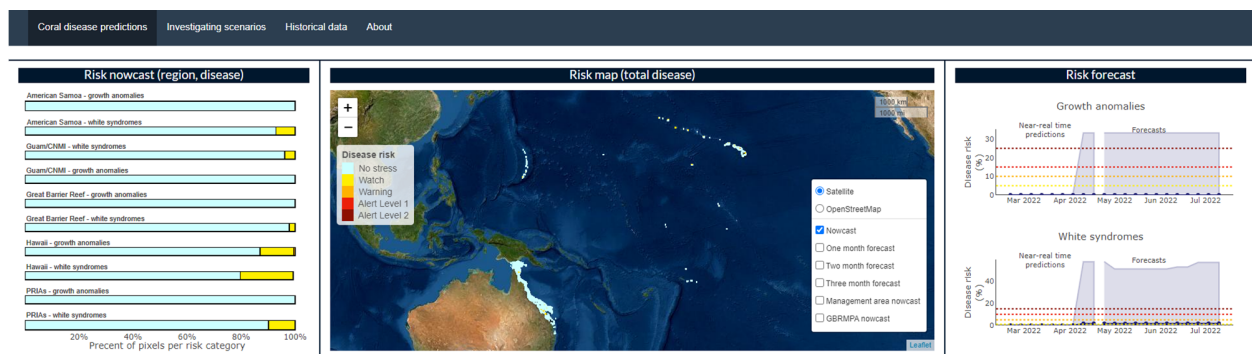 Coral disease predictions Investigating scenarios Historical data About
Risk nowcast (region, disease)
American Samoa - growth anomalies
American Samoa - white syndromes
Guam/CNMI - white syndromes
Guam/CNMI - growth anomalies
Great Barrier Reef - growth anomalies
Great Barrier Reef - white syndromes
Hawaii - growth anomalies
Hawaii - white syndromes
PRIAs - growth anomalies
PRIAs - white syndromes
20% 40% 60% 80% 100%
Percent of pixels per risk category
Risk map (total disease)
+
−
1000 km
1000 mi
Disease risk
No stress
Watch
Warning
Alert Level 1
Alert Level 2
Satellite
OpenStreetMap
Nowcast
One month forecast
Two month forecast
Three month forecast
Management area nowcast
GBRMPA nowcast
Leaflet
Risk forecast
Growth anomalies
Near-real time
predictions
Forecasts
Disease risk
(%)
30
20
10
0
Mar 2022 Apr 2022 May 2022 Jun 2022 Jul 2022
White syndromes
Near-real time
predictions
Forecasts
Disease risk
(%)
40
20
0
Mar 2022 Apr 2022 May 2022 Jun 2022 Jul 2022